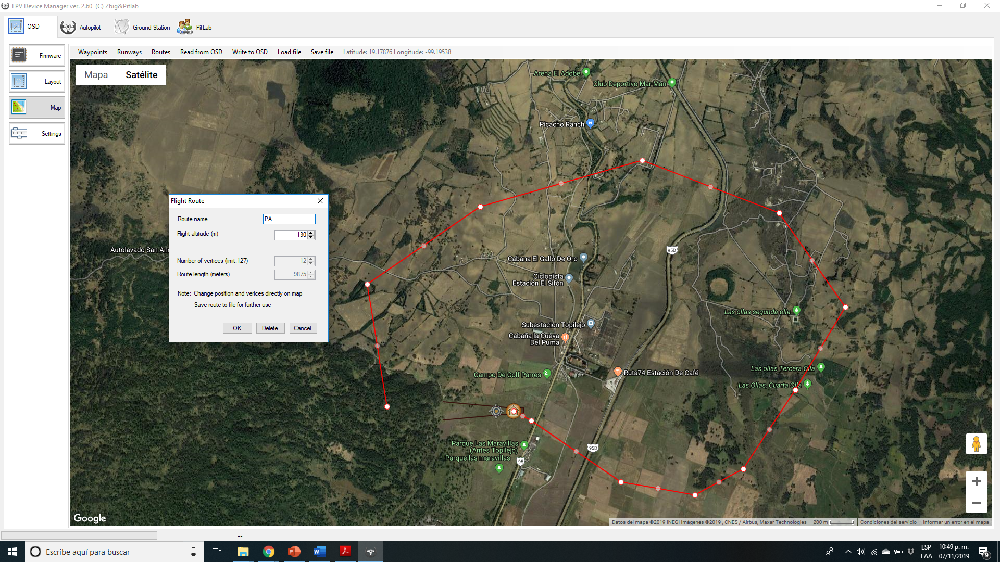 FPV Device Manager ver. 2.60 (C) Zbig&Pitlab
OSD
Autopilot
Ground Station
PitLab
Firmware
Layout
Map
Settings
Waypoints Runways Routes Read from OSD Write to OSD Load file Save file Latitude: 19.17876 Longitude: -99.19538
Mapa Satélite
Arena El Adobe
Club Deportivo Mar-Man
Picacho Ranch
Flight Route
Route name PA
Flight altitude (m) 130
Number of vertices (limit:127) 12
Route length (meters) 9875
Note: Change position and verices directly on map
Save route to file for further use
OK Delete Cancel
Autolavado San An
95D
Cabana El Gallo De Oro
Ciclopista
Estación El Sifón
Las ollas segunda olla
Subestacion Topilejo
Cabaña la Cueva
Del Puma
Las ollas Tercera Olla
Campo De Golf Parres
Ruta74 Estación De Café
Las Ollas, Cuarta Olla
Parque Las Maravillas
(Antes Topilejo)
Parque las maravillas
95D
95
Google
Datos del mapa ©2019 INEGI Imágenes ©2019 , CNES / Airbus, Maxar Technologies 200 m Condiciones del servicio Informar un error en el mapa
--
Escribe aquí para buscar
ESP
LAA
10:49 p. m.
07/11/2019
9